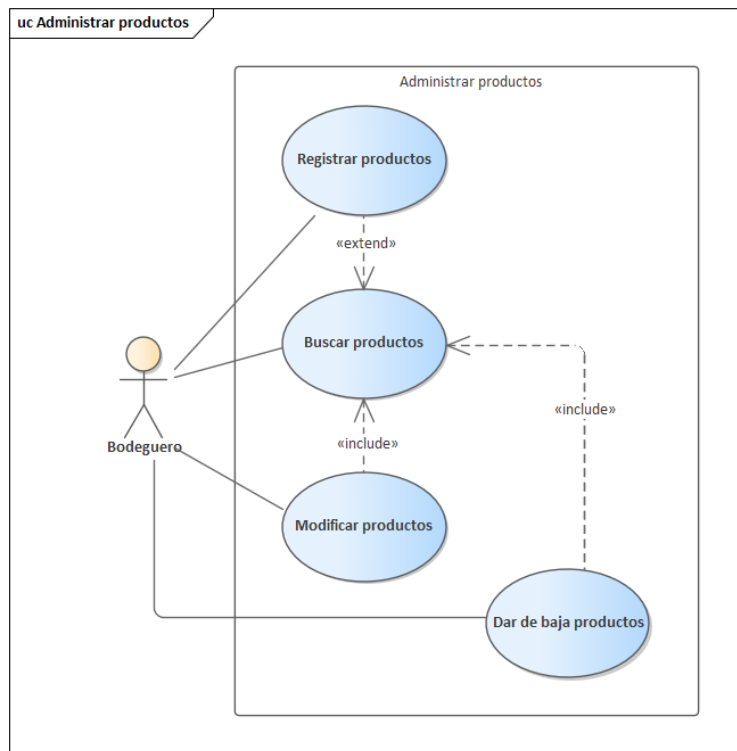 uc Administrar productos
Administrar productos
Registrar productos
«extend»
Buscar productos
«include»
«include»
Bodeguero
Modificar productos
Dar de baja productos